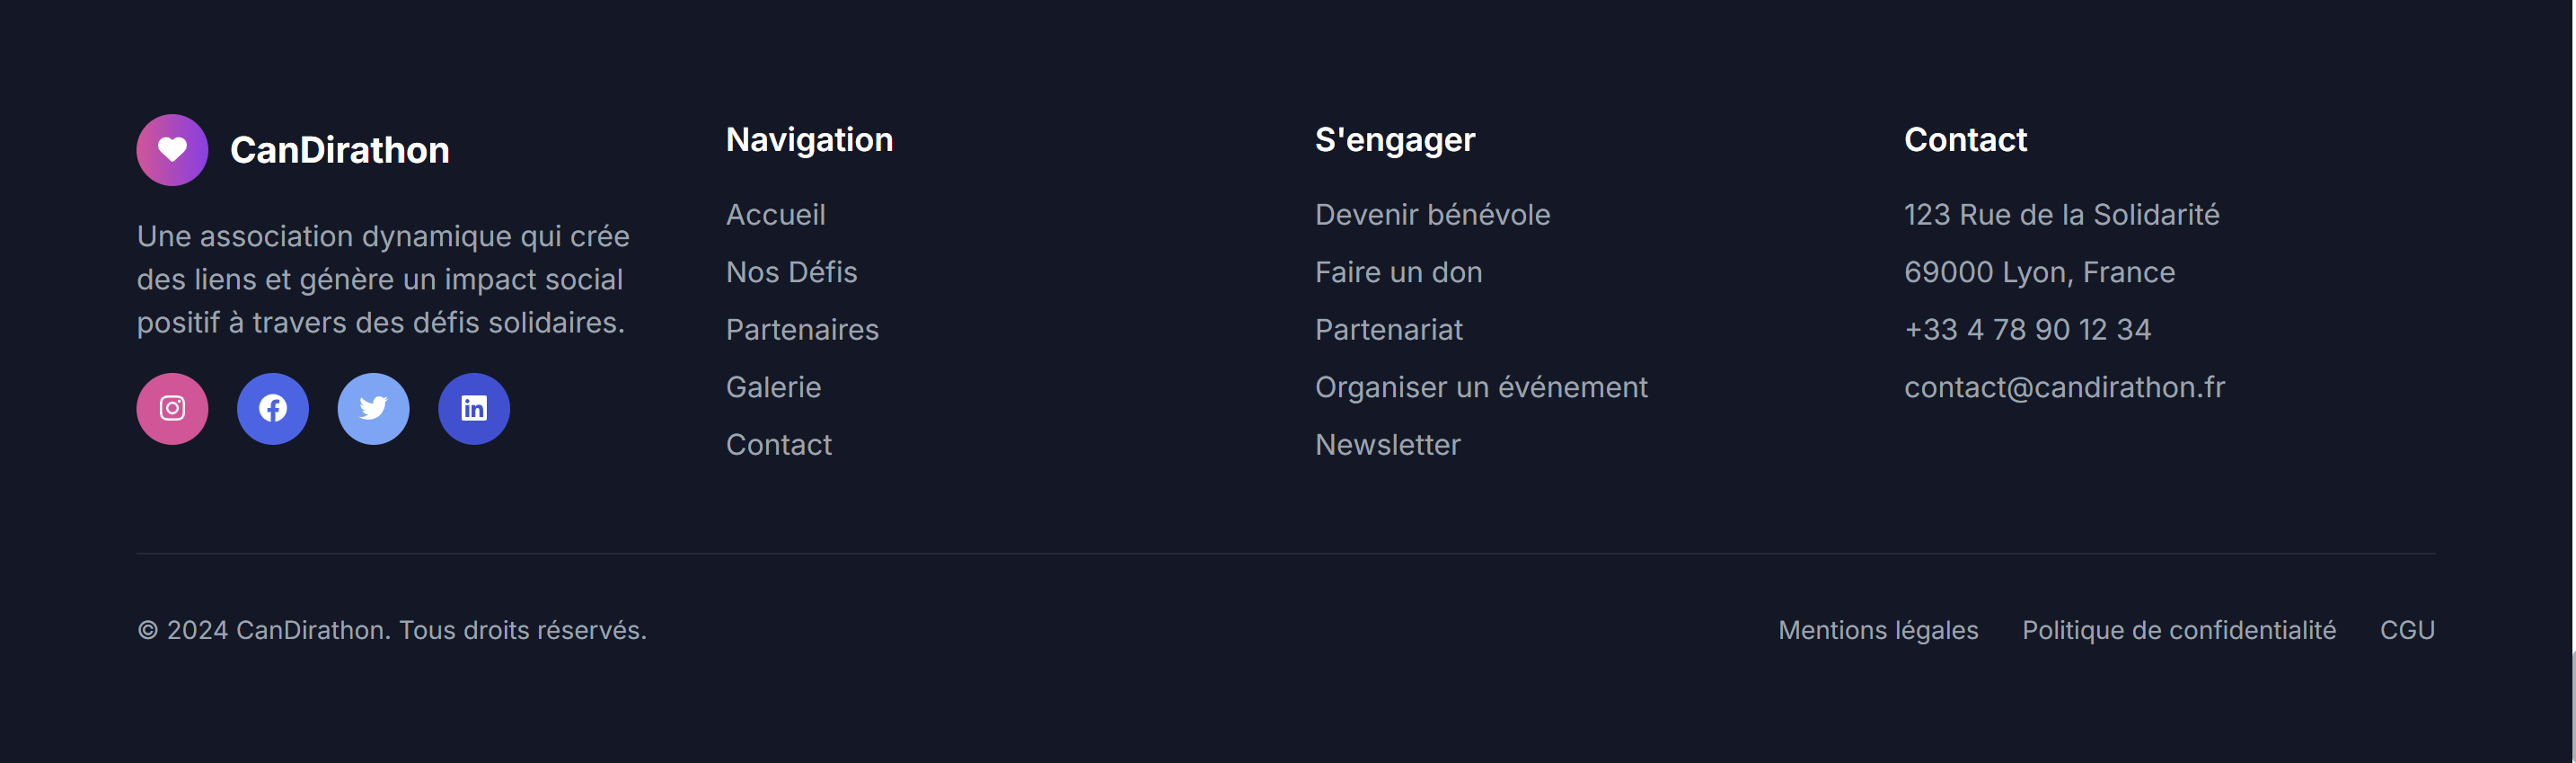 CanDirathon
Une association dynamique qui crée
des liens et génère un impact social
positif à travers des défis solidaires.
Navigation
Accueil
Nos Défis
Partenaires
Galerie
Contact
S'engager
Devenir bénévole
Faire un don
Partenariat
Organiser un événement
Newsletter
Contact
123 Rue de la Solidarité
69000 Lyon, France
+33 4 78 90 12 34
contact@candirathon.fr
© 2024 CanDirathon. Tous droits réservés.
Mentions légales Politique de confidentialité CGU